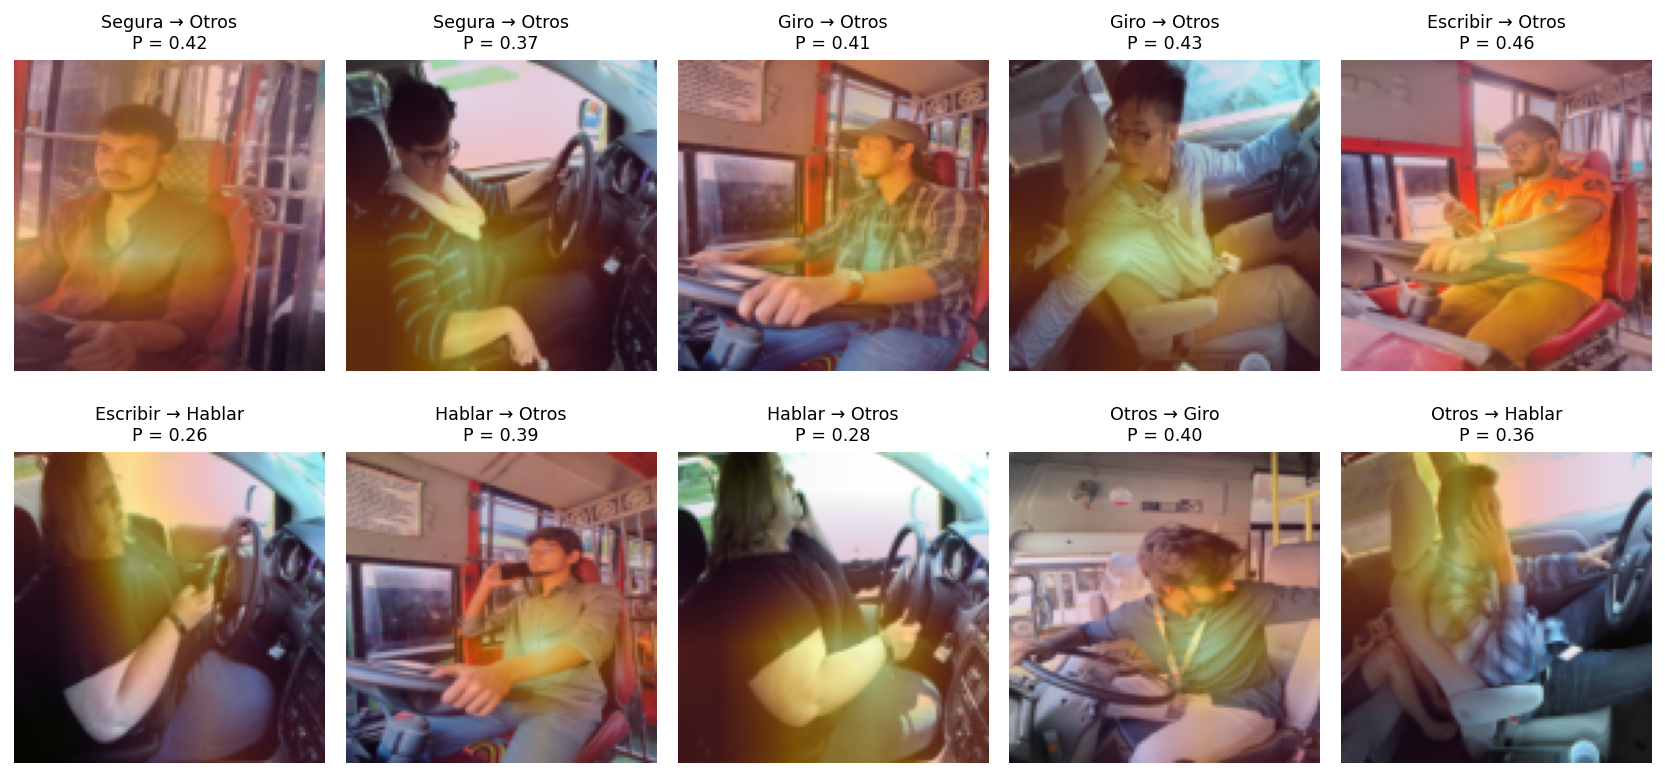 Segura → Otros
P = 0.42
Segura → Otros
P = 0.37
Giro → Otros
P = 0.41
Giro → Otros
P = 0.43
Escribir → Otros
P = 0.46
Escribir → Hablar
P = 0.26
Hablar → Otros
P = 0.39
Hablar → Otros
P = 0.28
Otros → Giro
P = 0.40
Otros → Hablar
P = 0.36